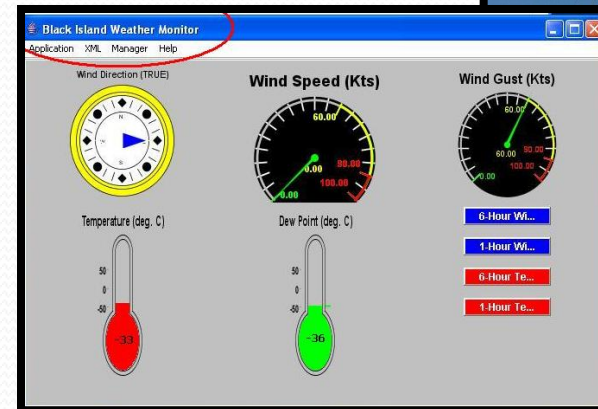 Black Island Weather Monitor
Application XML Manager Help
Wind Direction (TRUE)
Wind Speed (Kts)
Wind Gust (Kts)
N
S
60.00
0.00
80.00
100.00
0.00
60.00
60.00
80.00
100.00
0.00
Temperature (deg. C)
Dew Point (deg. C)
50
0
-50
-33
50
0
-50
-36
6-Hour Wi...
1-Hour Wi...
6-Hour Te...
1-Hour Te...